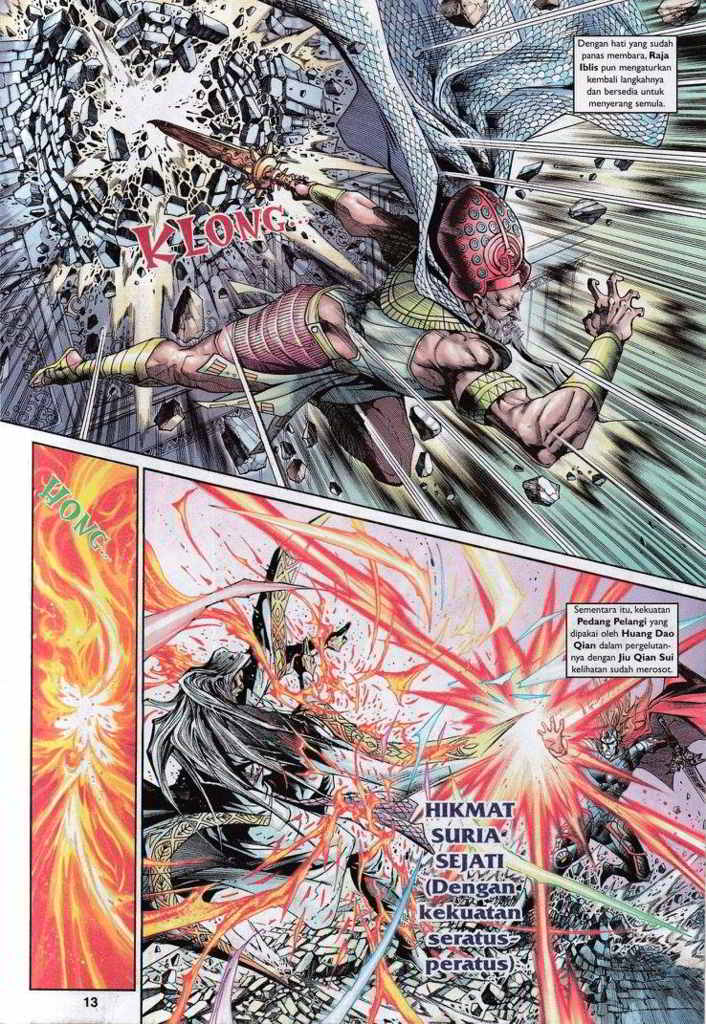 Dengan hati yang sudah
panas membara, Raja
Iblis pun mengaturkan
kembali langkahnya
dan bersedia untuk
menyerang semula.
KLONG
HONG...
Sementara itu, kekuatan
Pedang Pelangi yang
dipakai oleh Huang Dao
Qian dalam pergelutan-
nya dengan Jiu Qian Sui
kelihatan sudah merosot.
HIKMAT
SURIA
SEJATI
(Dengan
kekuatan
seratus
peratus)
13